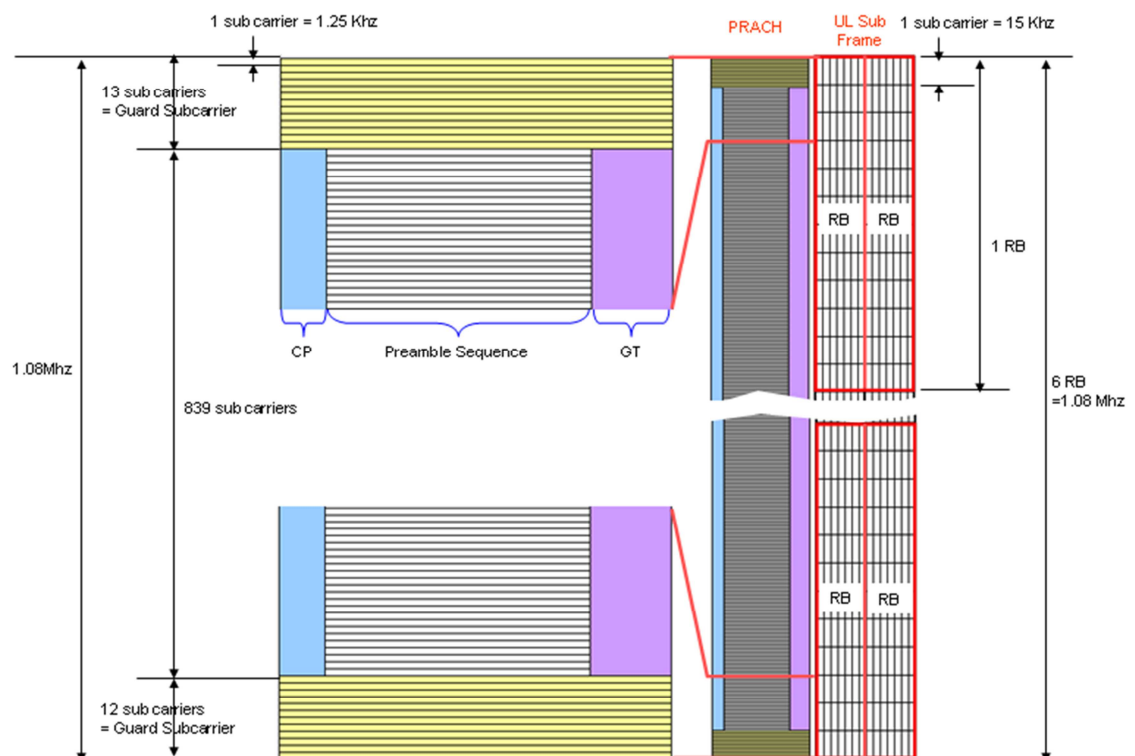 1 sub carrier = 1.25 Khz
PRACH
UL Sub
Frame
1 sub carrier = 15 Khz
13 sub carriers
= Guard Subcarrier
RB
RB
1 RB
CP
Preamble Sequence
GT
1.08Mhz
6 RB
=1.08 Mhz
839 sub carriers
RB
RB
12 sub carriers
= Guard Subcarrier